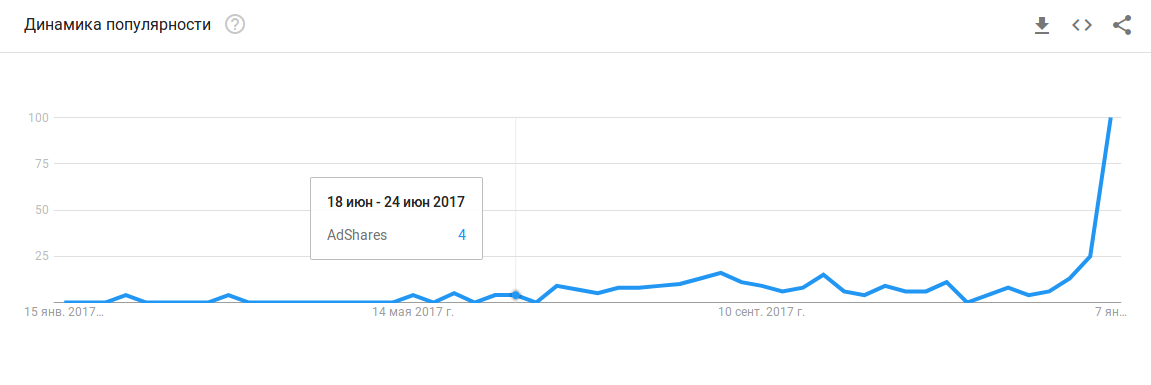 Динамика популярности ?
100
75
50
25
18 июн - 24 июн 2017
AdShares 4
15 янв. 2017...
14 мая 2017 г.
10 сент. 2017 г.
7 ян...